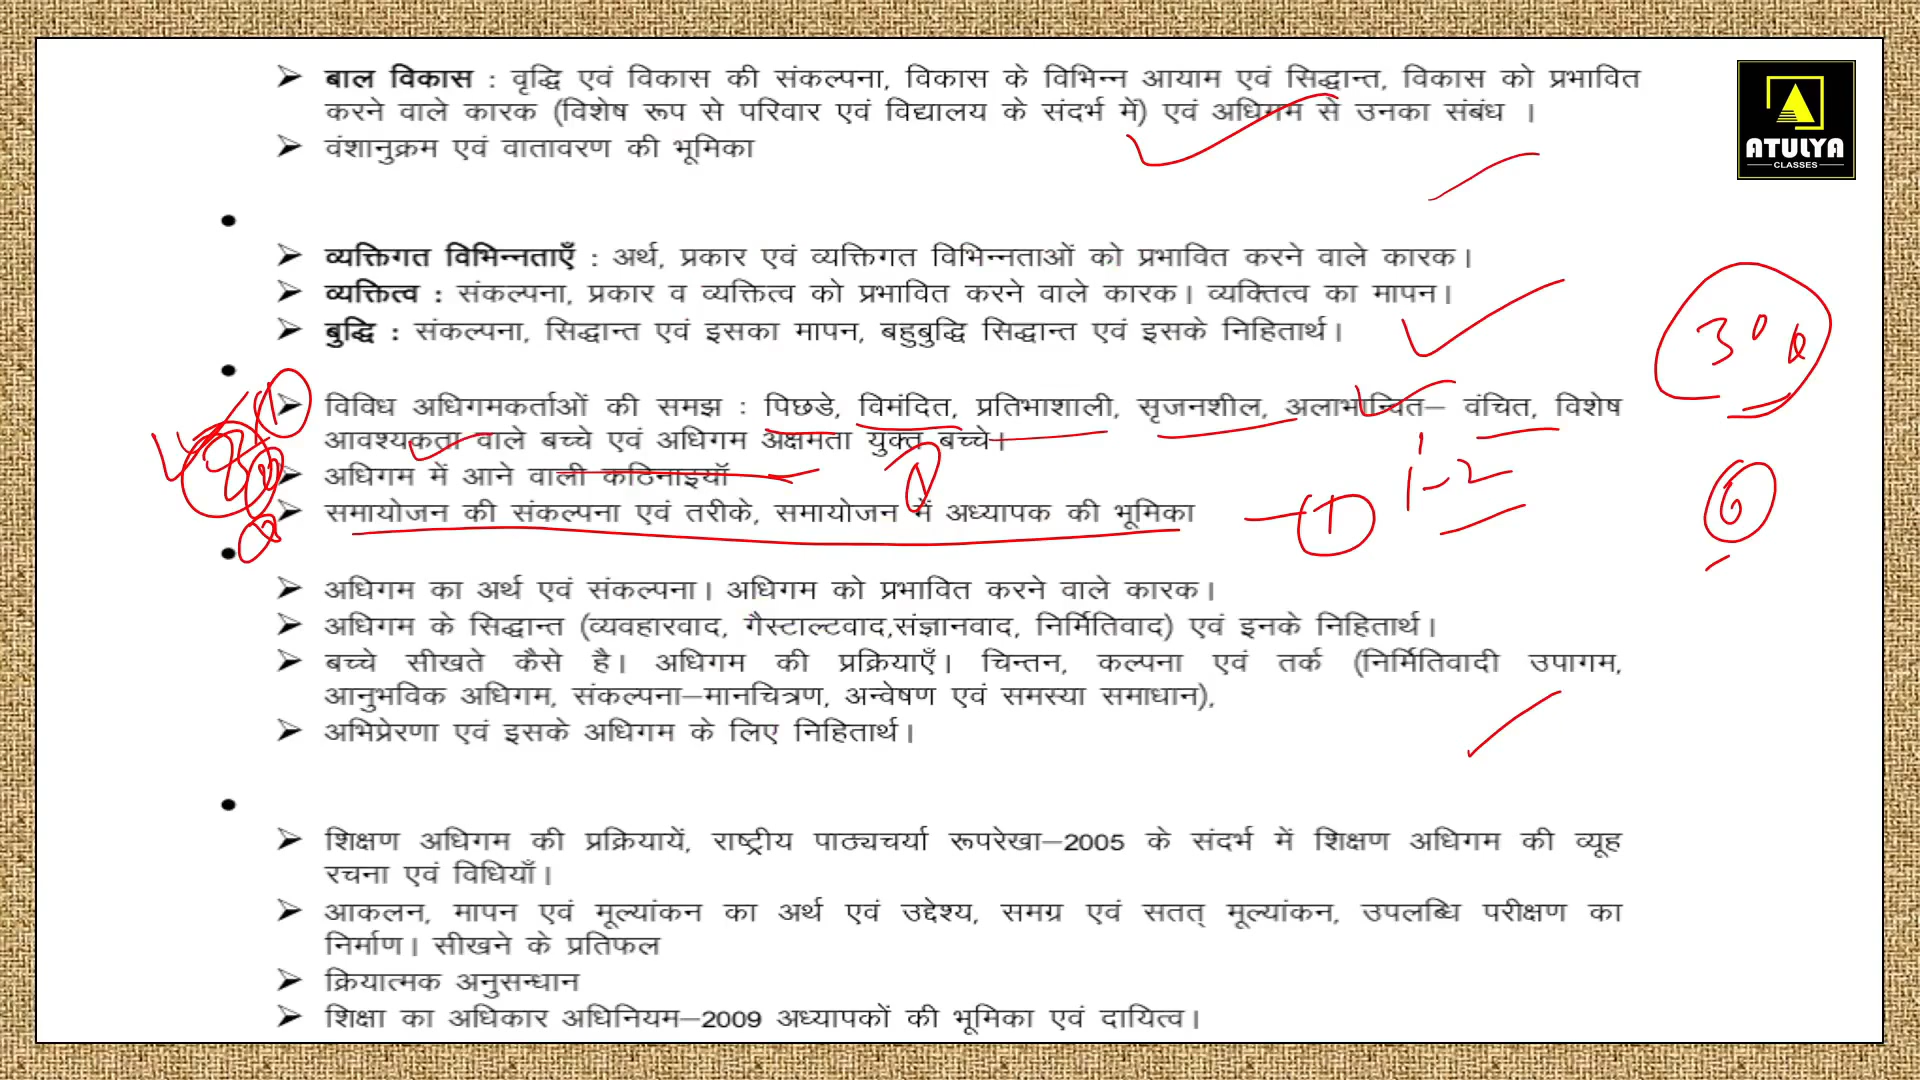 बाल विकास : वृद्धि एवं विकास की संकल्पना, विकास के विभिन्न आयाम एवं सिद्धान्त, विकास को प्रभावित
करने वाले कारक (विशेष रूप से परिवार एवं विद्यालय के संदर्भ में) एवं अधिगम से उनका संबंध ।
वंशानुक्रम एवं वातावरण की भूमिका
ATULYA
CLASSES
व्यक्तिगत विभिन्नताएँ : अर्थ, प्रकार एवं व्यक्तिगत विभिन्नताओं को प्रभावित करने वाले कारक।
व्यक्तित्व : संकल्पना, प्रकार व व्यक्तित्व को प्रभावित करने वाले कारक। व्यक्तित्व का मापन।
बुद्धि : संकल्पना, सिद्धान्त एवं इसका मापन, बहुबुद्धि सिद्धान्त एवं इसके निहितार्थ।
30 Q
विविध अधिगमकर्ताओं की समझ : पिछडे, विमंदित, प्रतिभाशाली, सृजनशील, अलाभान्वित– वंचित, विशेष
आवश्यकता वाले बच्चे एवं अधिगम अक्षमता युक्त बच्चे।
अधिगम में आने वाली कठिनाइयॉ
1-2
6
समायोजन की संकल्पना एवं तरीके, समायोजन में अध्यापक की भूमिका
1
अधिगम का अर्थ एवं संकल्पना। अधिगम को प्रभावित करने वाले कारक।
अधिगम के सिद्धान्त (व्यवहारवाद, गैस्टाल्टवाद,संज्ञानवाद, निर्मितिवाद) एवं इनके निहितार्थ।
बच्चे सीखते कैसे है। अधिगम की प्रक्रियाएँ। चिन्तन, कल्पना एवं तर्क (निर्मितिवादी उपागम,
आनुभविक अधिगम, संकल्पना–मानचित्रण, अन्वेषण एवं समस्या समाधान),
अभिप्रेरणा एवं इसके अधिगम के लिए निहितार्थ।
शिक्षण अधिगम की प्रक्रियायें, राष्ट्रीय पाठ्यचर्या रूपरेखा–2005 के संदर्भ में शिक्षण अधिगम की व्यूह
रचना एवं विधियाँ।
आकलन, मापन एवं मूल्यांकन का अर्थ एवं उद्देश्य, समग्र एवं सतत् मूल्यांकन, उपलब्धि परीक्षण का
निर्माण। सीखने के प्रतिफल
क्रियात्मक अनुसन्धान
शिक्षा का अधिकार अधिनियम–2009 अध्यापकों की भूमिका एवं दायित्व।